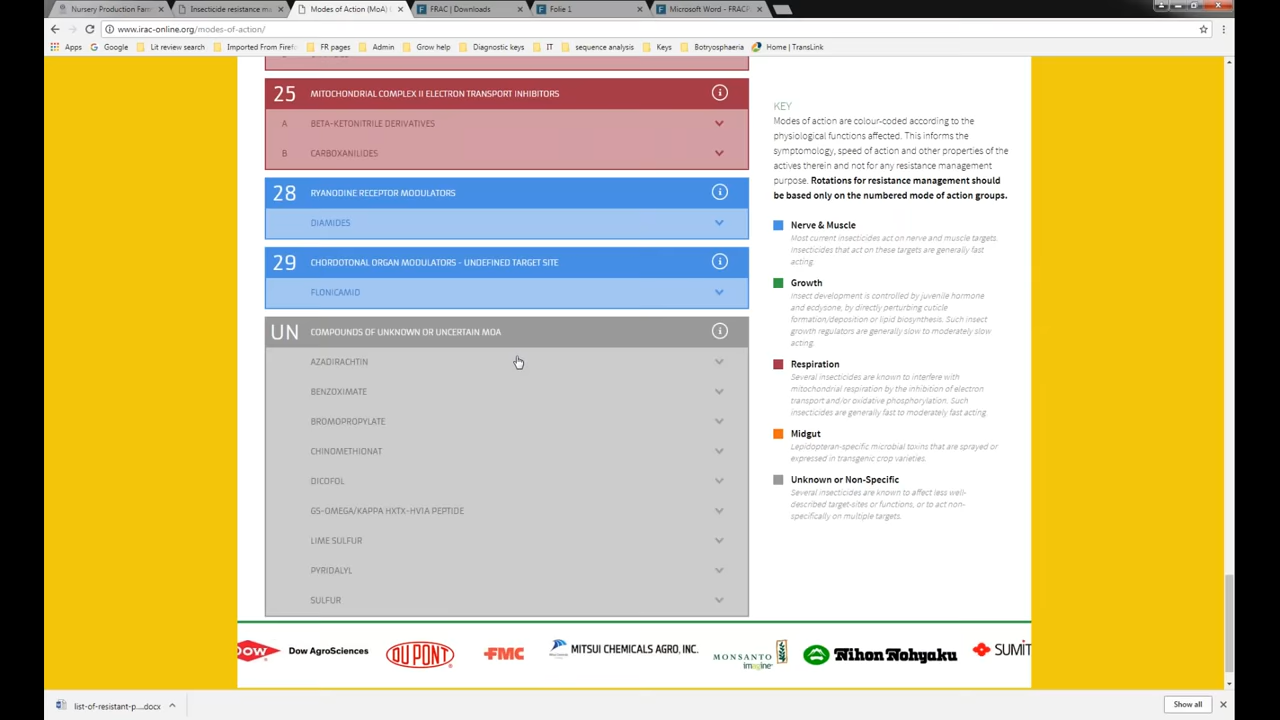 Nursery Production Farm
Insecticide resistance mu
Modes of Action (MoA)
FRAC | Downloads
Folie 1
Microsoft Word - FRACP
www.irac-online.org/modes-of-action/
Apps
Google
Lit review search
Imported From Firef
FR pages
Admin
Grow help
Diagnostic keys
IT
sequence analysis
Keys
Botryosphaeria
Home | TransLink
25 MITOCHONDRIAL COMPLEX II ELECTRON TRANSPORT INHIBITORS
A BETA-KETONITRILE DERIVATIVES
B CARBOXANILIDES
28 RYANODINE RECEPTOR MODULATORS
DIAMIDES
29 CHORDOTONAL ORGAN MODULATORS - UNDEFINED TARGET SITE
FLONICAMID
UN COMPOUNDS OF UNKNOWN OR UNCERTAIN MOA
AZADIRACHTIN
BENZOXIMATE
BROMOPROPYLATE
CHINOMETHIONAT
DICOFOL
GS-OMEGA/KAPPA HXTX-HV1A PEPTIDE
LIME SULFUR
PYRIDALYL
SULFUR
KEY
Modes of action are colour-coded according to the
physiological functions affected. This informs the
symptomology, speed of action and other properties of the
actives therein and not for any resistance management
purpose. Rotations for resistance management should
be based only on the numbered mode of action groups.
Nerve & Muscle
Most current insecticides act on nerve and muscle targets.
Insecticides that act on these targets are generally fast
acting.
Growth
Insect development is controlled by juvenile hormone
and ecdysone, by directly perturbing cuticle
formation/deposition or lipid biosynthesis. Such insect
growth regulators are generally slow to moderately slow
acting.
Respiration
Several insecticides are known to interfere with
mitochondrial respiration by the inhibition of electron
transport and/or oxidative phosphorylation. Such
insecticides are generally fast to moderately fast acting.
Midgut
Lepidopteran-specific microbial toxins that are sprayed or
expressed in transgenic crop varieties.
Unknown or Non-Specific
Several insecticides are known to affect less well-
described target-sites or functions, or to act non-
specifically on multiple targets.
DOW Dow AgroSciences
DU PONT
FMC
MITSUI CHEMICALS AGRO, INC.
MONSANTO
imagine
Nihon Nohyaku
SUMIT
list-of-resistant-p....docx
Show all